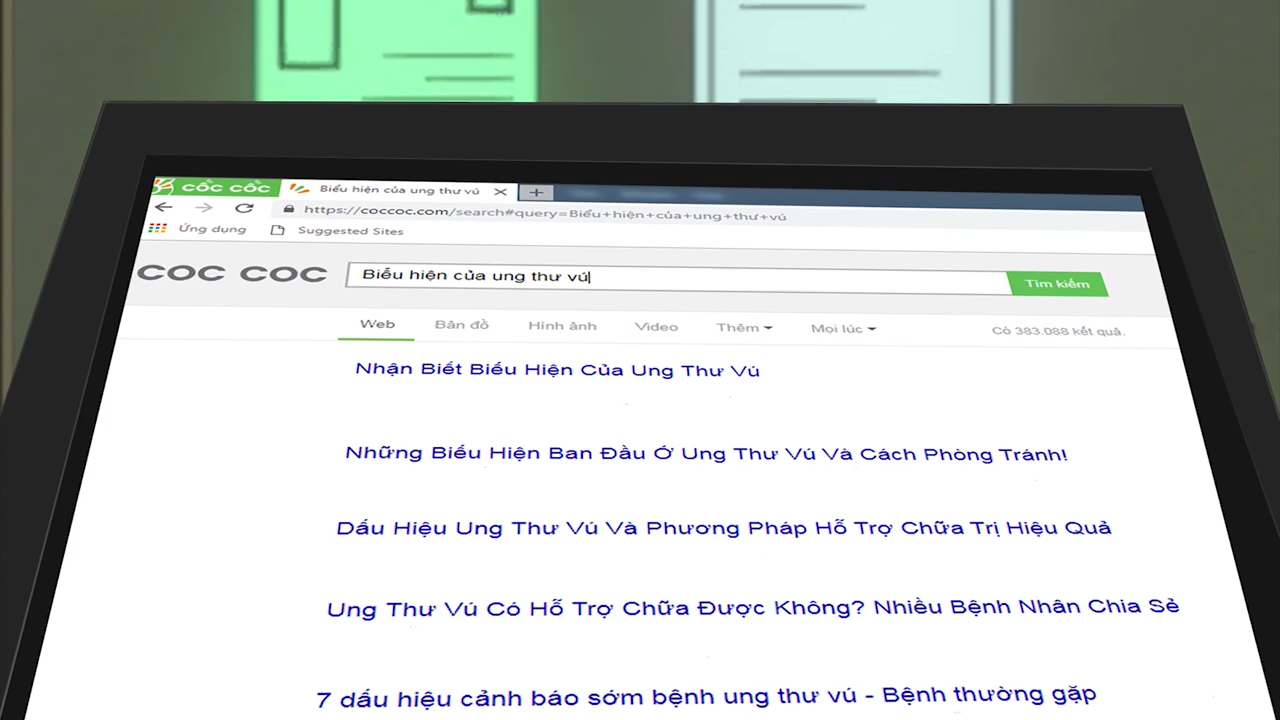 CỐC CỐC
Biểu hiện của ung thư vú
https://coccoc.com/search#query=Biểu+hiện+của+ung+thư+vú
Ứng dụng
Suggested Sites
COC COC
Biểu hiện của ung thư vú
Tìm kiếm
Web
Bản đồ
Hình ảnh
Video
Thêm
Mọi lúc
Có 383.088 kết quả.
Nhận Biết Biểu Hiện Của Ung Thư Vú
Những Biểu Hiện Ban Đầu Ở Ung Thư Vú Và Cách Phòng Tránh!
Dấu Hiệu Ung Thư Vú Và Phương Pháp Hỗ Trợ Chữa Trị Hiệu Quả
Ung Thư Vú Có Hỗ Trợ Chữa Được Không? Nhiều Bệnh Nhân Chia Sẻ
7 dấu hiệu cảnh báo sớm bệnh ung thư vú - Bệnh thường gặp